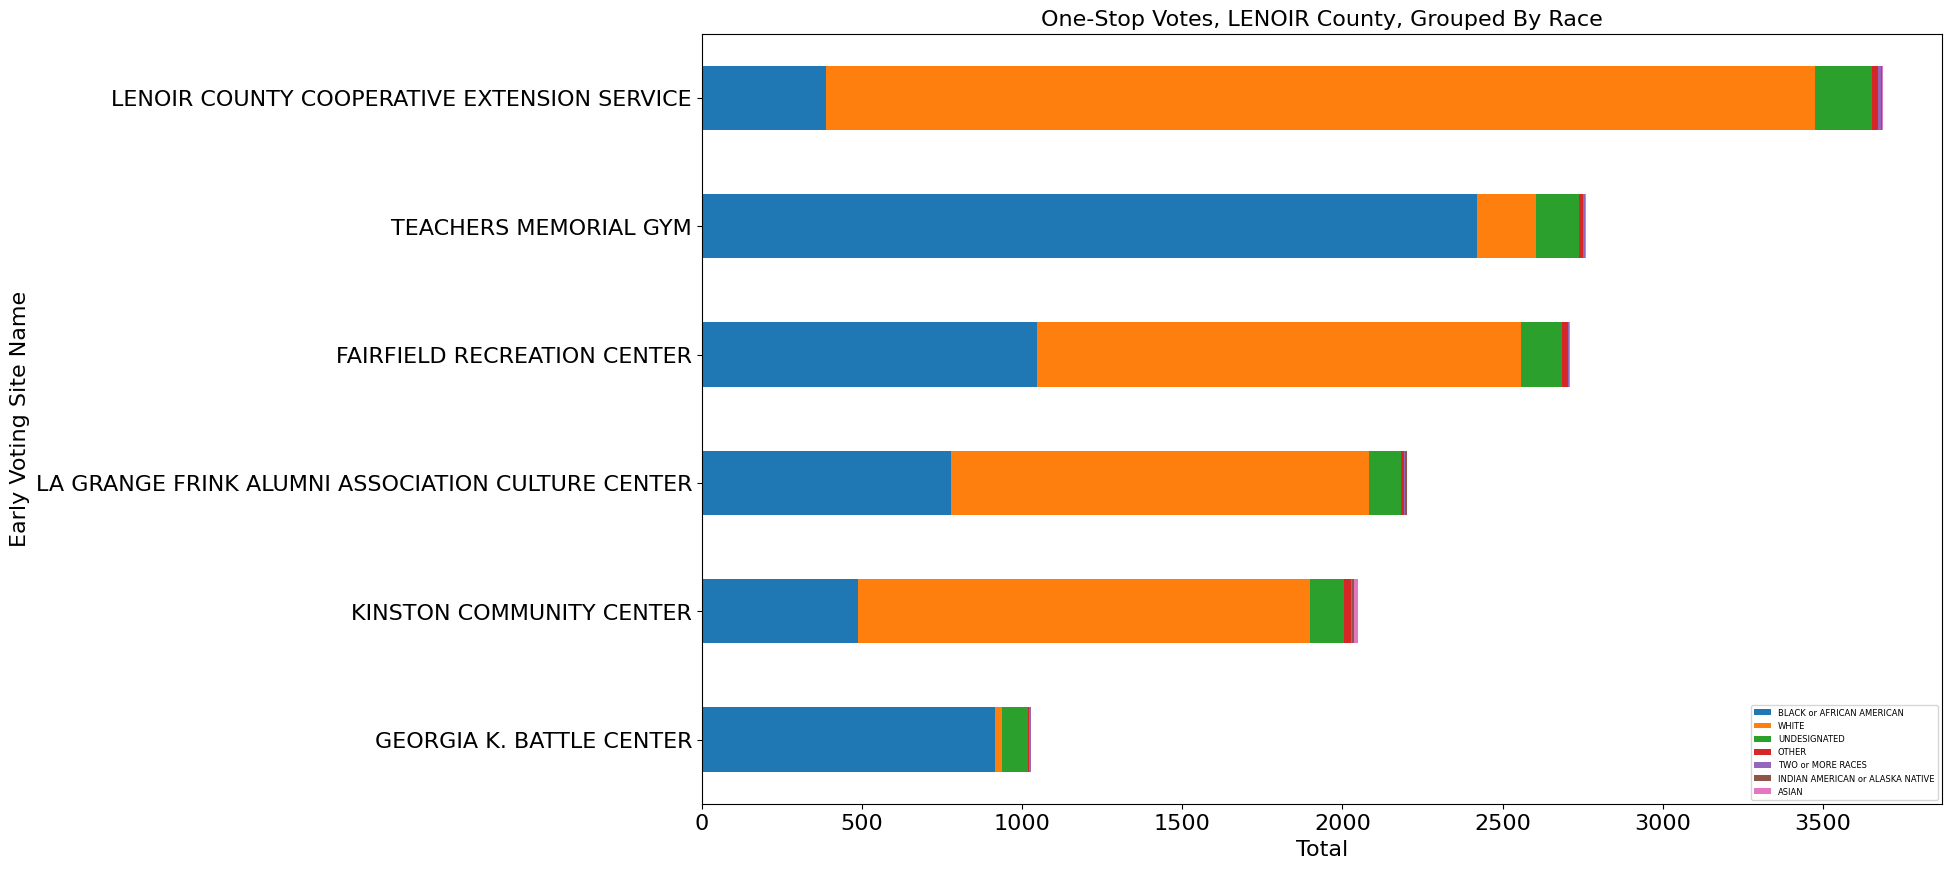 One-Stop Votes, LENOIR County, Grouped By Race
Early Voting Site Name
LENOIR COUNTY COOPERATIVE EXTENSION SERVICE
TEACHERS MEMORIAL GYM
FAIRFIELD RECREATION CENTER
LA GRANGE FRINK ALUMNI ASSOCIATION CULTURE CENTER
KINSTON COMMUNITY CENTER
GEORGIA K. BATTLE CENTER
BLACK or AFRICAN AMERICAN
WHITE
UNDESIGNATED
OTHER
TWO or MORE RACES
INDIAN AMERICAN or ALASKA NATIVE
ASIAN
0 500 1000 1500 2000 2500 3000 3500
Total